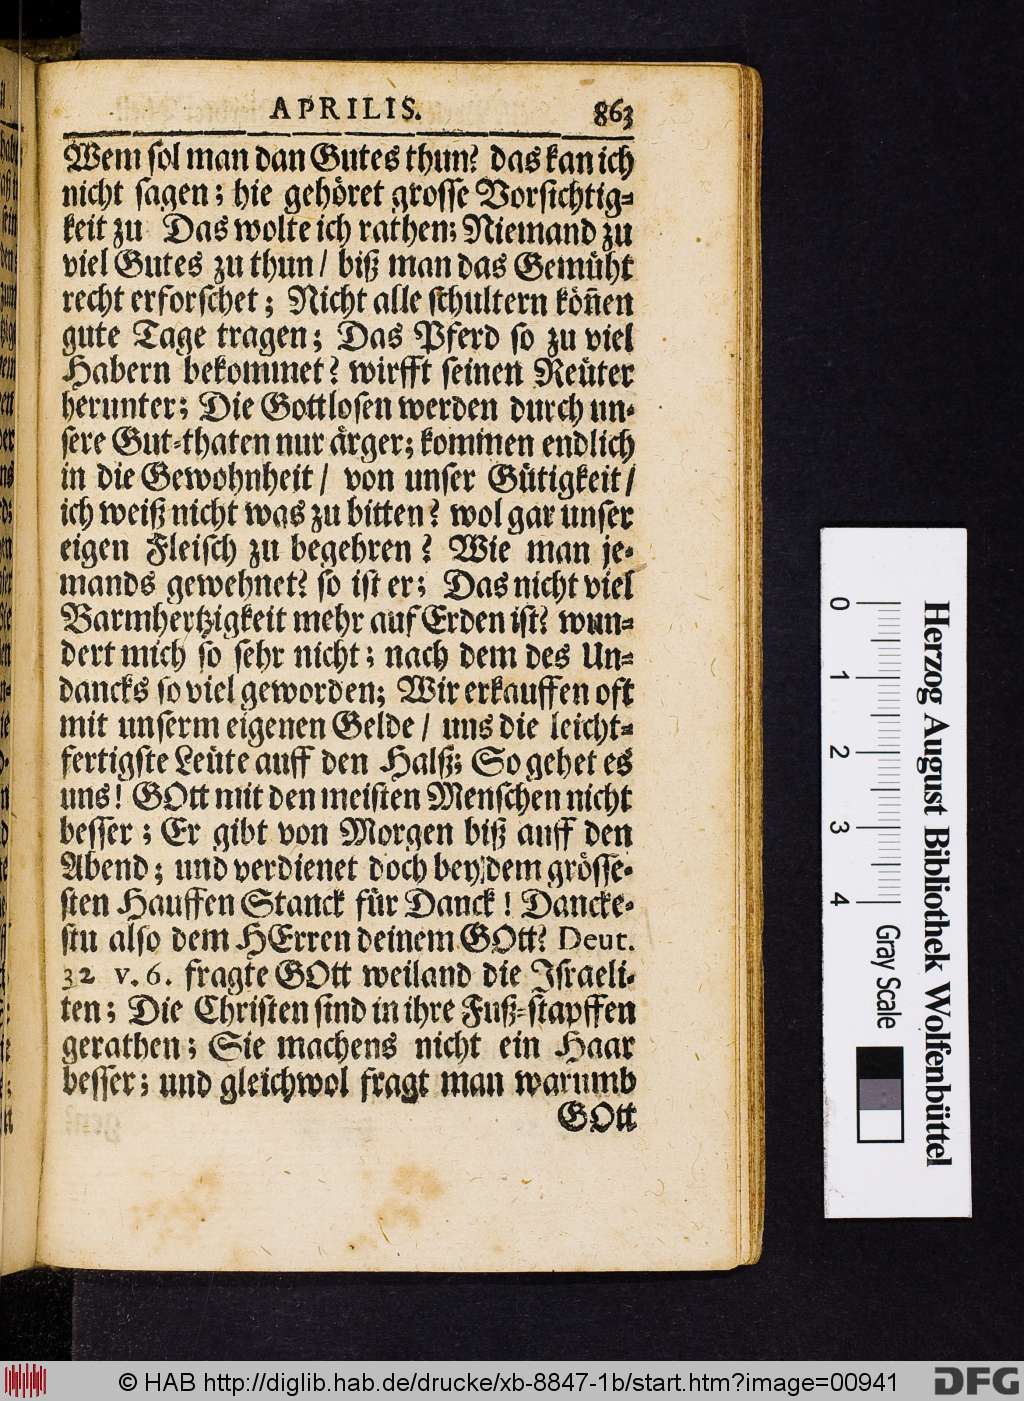 APRILIS. 863
Wem sol man dan Gutes thun? das kan ich
nicht sagen; hie gehöret grosse Vorsichtig-
keit zu Das wolte ich rathen; Niemand zu
viel Gutes zu thun / biß man das Gemüht
recht erforschet; Nicht alle schultern köñen
gute Tage tragen; Das Pferd so zu viel
Habern bekommet? wirfft seinen Reüter
herunter; Die Gottlosen werden durch un-
sere Gut-thaten nur ärger; kommen endlich
in die Gewohnheit / von unser Gütigkeit /
ich weiß nicht was zu bitten? wol gar unser
eigen Fleisch zu begehren? Wie man je-
mands gewehnet? so ist er; Das nicht viel
Barmhertzigkeit mehr auf Erden ist? wun-
dert mich so sehr nicht; nach dem des Un-
dancks so viel geworden; Wir erkauffen oft
mit unserm eigenen Gelde / uns die leicht-
fertigste Leüte auff den Halß; So gehet es
uns! GOtt mit den meisten Menschen nicht
besser; Er gibt von Morgen biß auff den
Abend; und verdienet doch bey dem grösse-
sten Hauffen Stanck für Danck! Dancke-
stu also dem HErren deinem GOtt? Deut.
32 v. 6. fragte GOtt weiland die Israeli-
ten; Die Christen sind in ihre Fuß-stapffen
gerathen; Sie machens nicht ein Haar
besser; und gleichwol fragt man warumb
GOtt
0 1 2 3 4 Gray Scale
Herzog August Bibliothek Wolfenbüttel
© HAB http://diglib.hab.de/drucke/xb-8847-1b/start.htm?image=00941
DFG